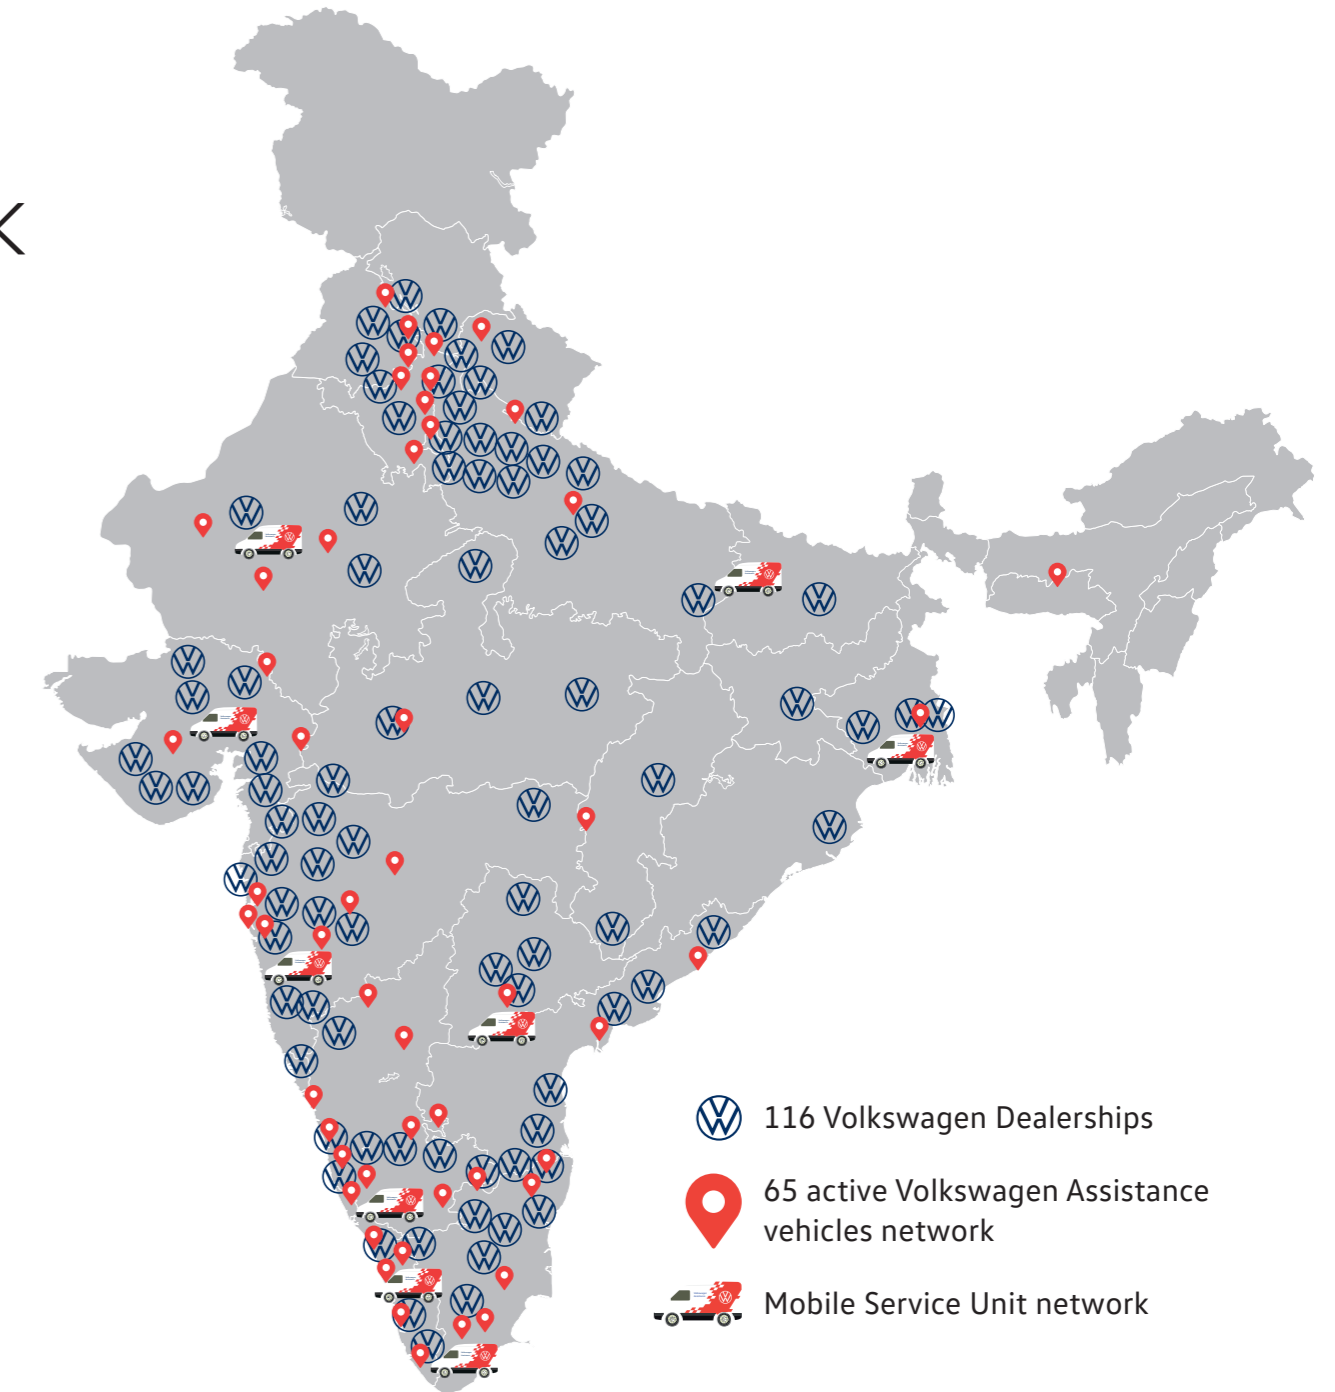 K
116 Volkswagen Dealerships
65 active Volkswagen Assistance
vehicles network
Mobile Service Unit network